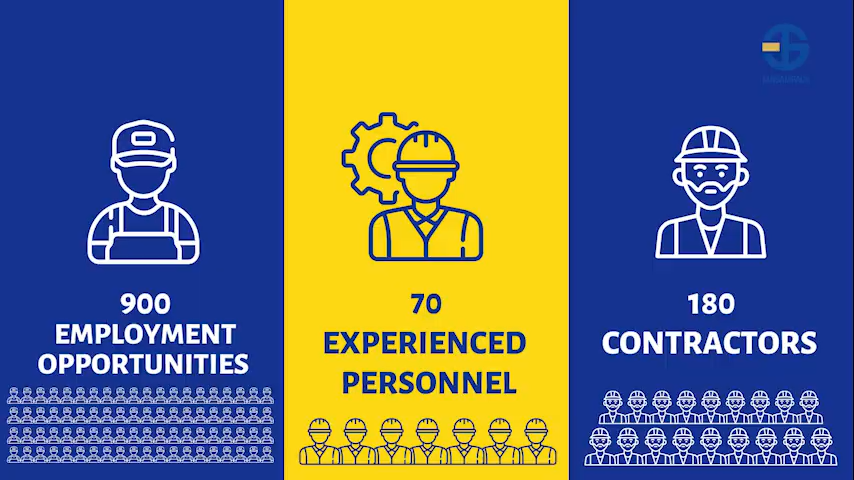 900
EMPLOYMENT
OPPORTUNITIES
70
EXPERIENCED
PERSONNEL
180
CONTRACTORS